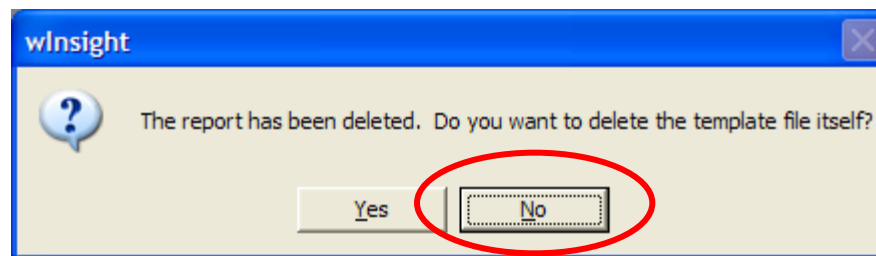 wInsight
The report has been deleted.  Do you want to delete the template file itself?
Yes
No